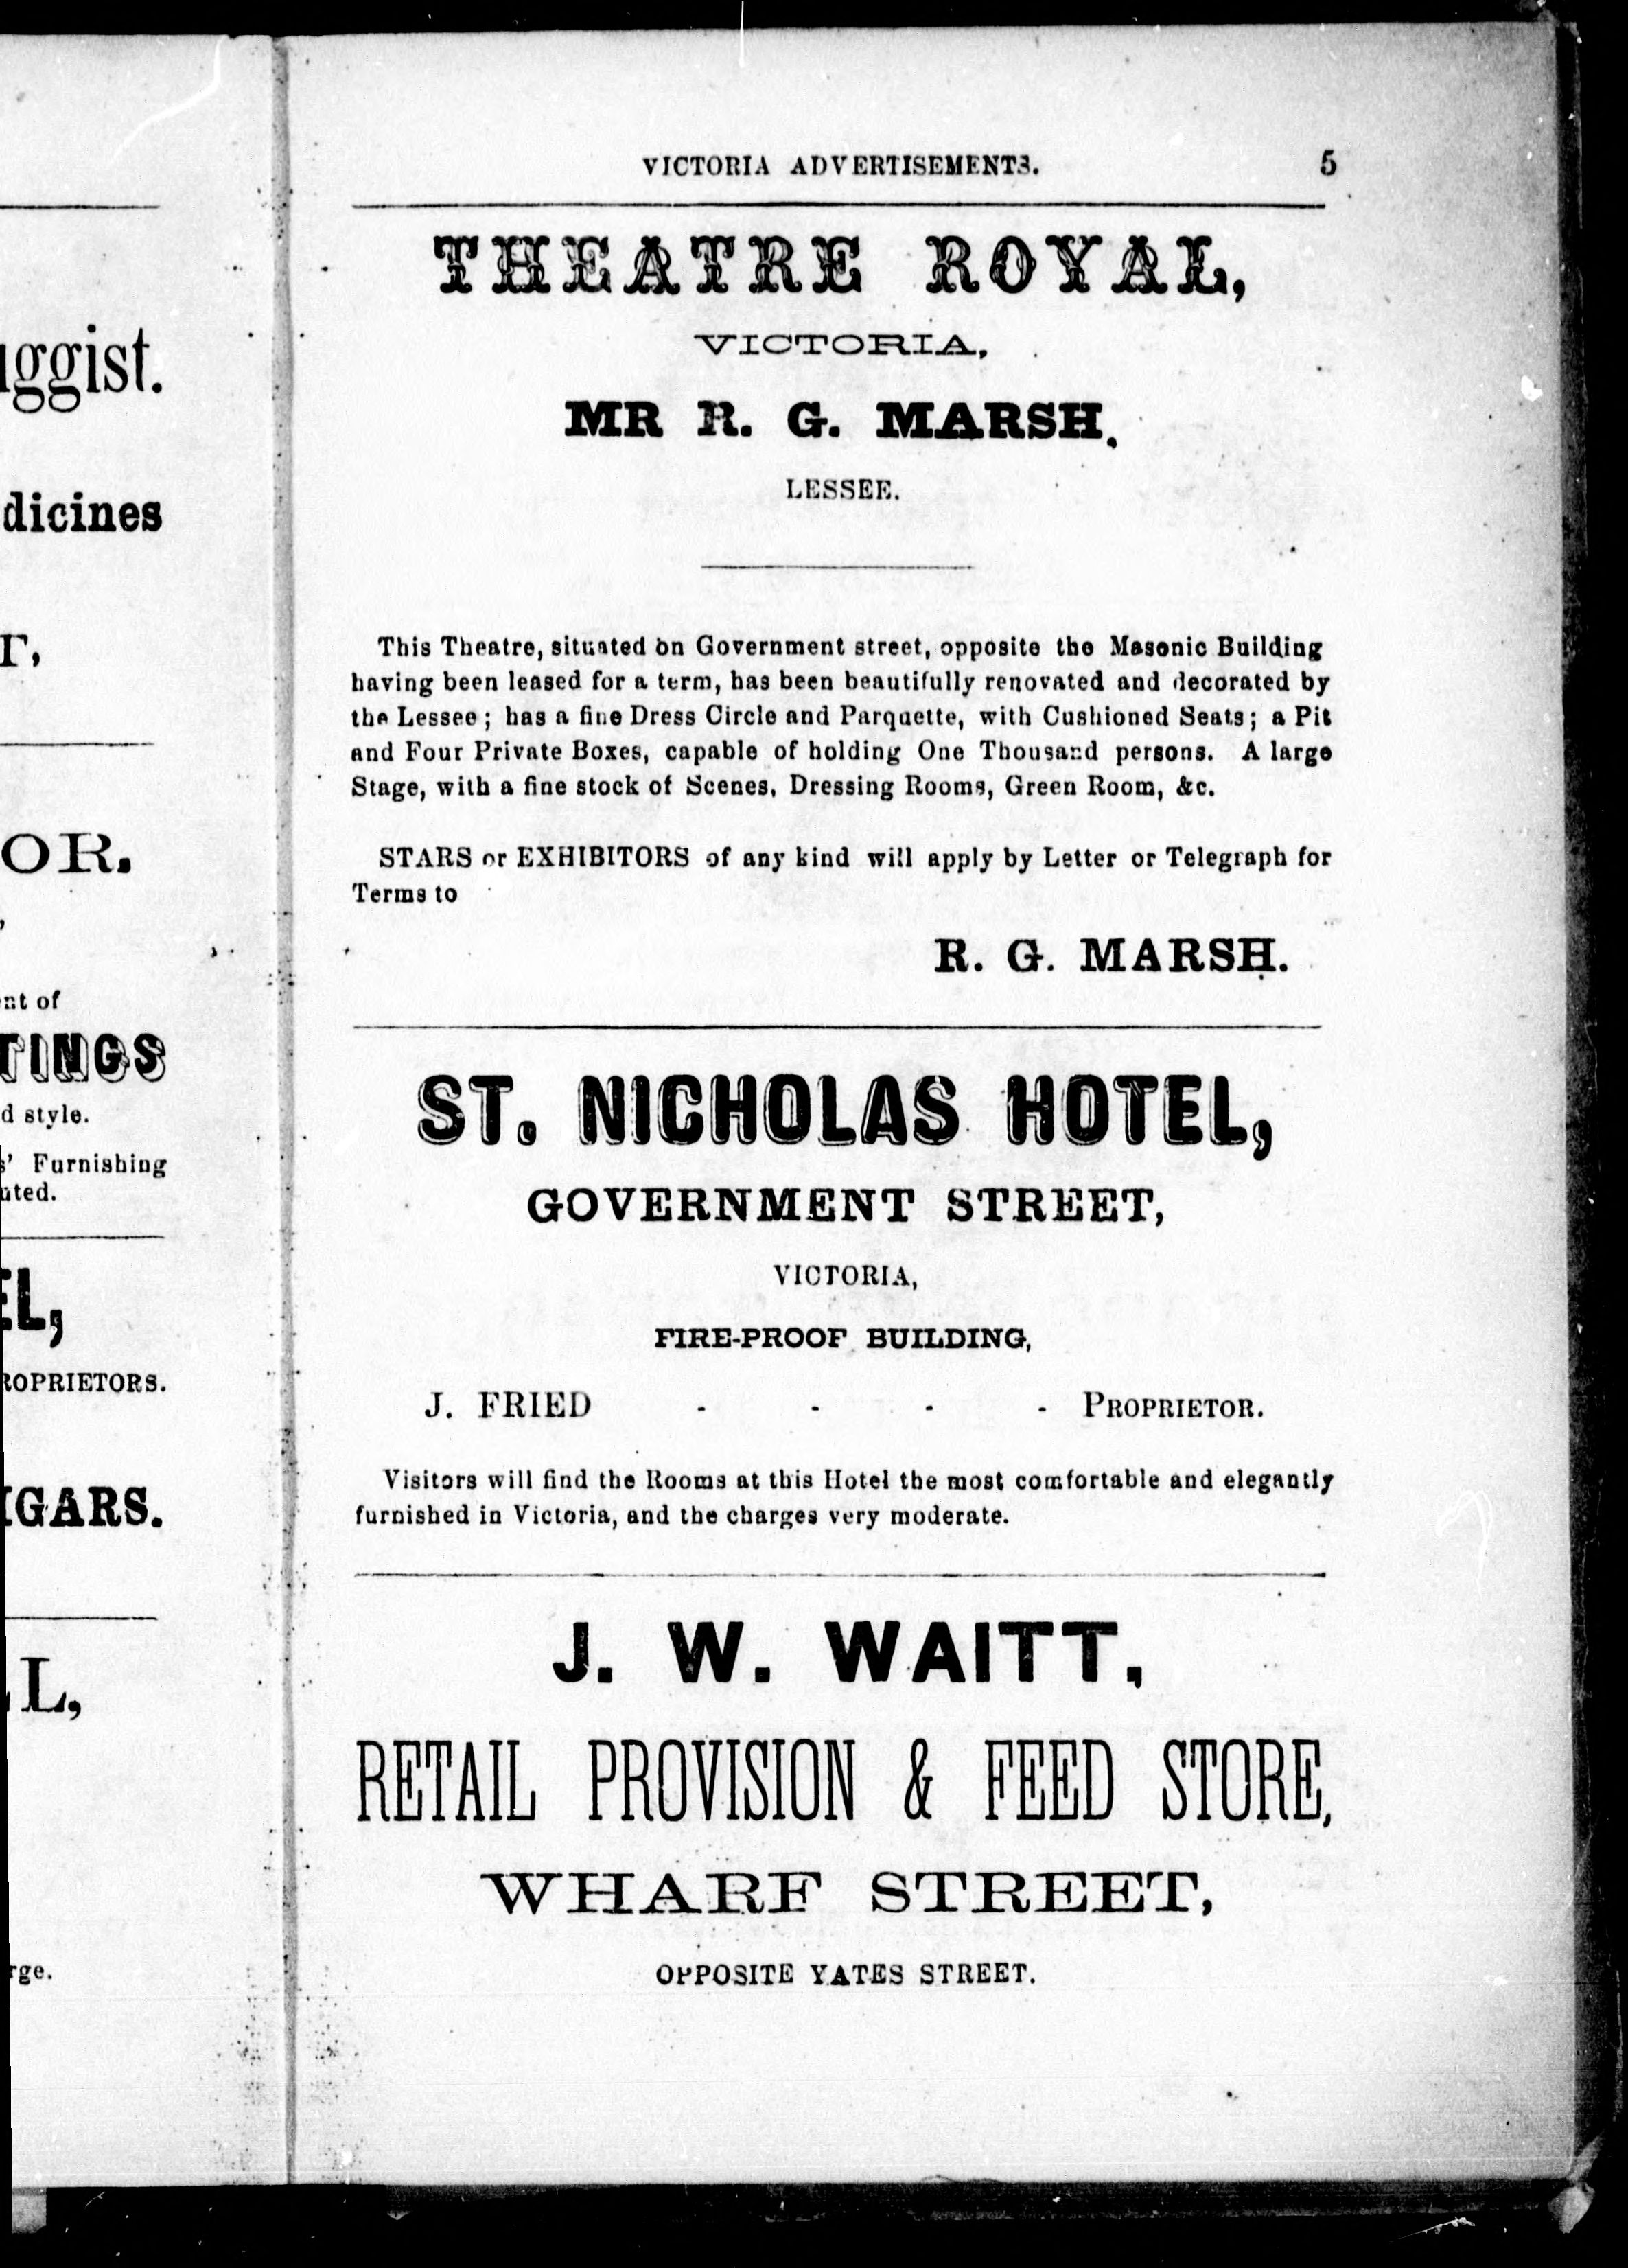 uggist.
dicines
r,
OR.
nt of
TINGS
d style.
s' Furnishing
uted.
EL,
ROPRIETORS.
IGARS.
L,
rge.
VICTORIA ADVERTISEMENTS. 5
THEATRE ROYAL,
VICTORIA,
MR R. G. MARSH.
LESSEE.
This Theatre, situated on Government street, opposite the Masonic Building
having been leased for a term, has been beautifully renovated and decorated by
the Lessee; has a fine Dress Circle and Parquette, with Cushioned Seats; a Pit
and Four Private Boxes, capable of holding One Thousand persons. A large
Stage, with a fine stock of Scenes, Dressing Rooms, Green Room, &c.
STARS or EXHIBITORS of any kind will apply by Letter or Telegraph for
Terms to
R. G. MARSH.
ST. NICHOLAS HOTEL,
GOVERNMENT STREET,
VICTORIA,
FIRE-PROOF BUILDING,
J. FRIED - - - - PROPRIETOR.
Visitors will find the Rooms at this Hotel the most comfortable and elegantly
furnished in Victoria, and the charges very moderate.
J. W. WAITT,
RETAIL PROVISION & FEED STORE,
WHARF STREET,
OPPOSITE YATES STREET.